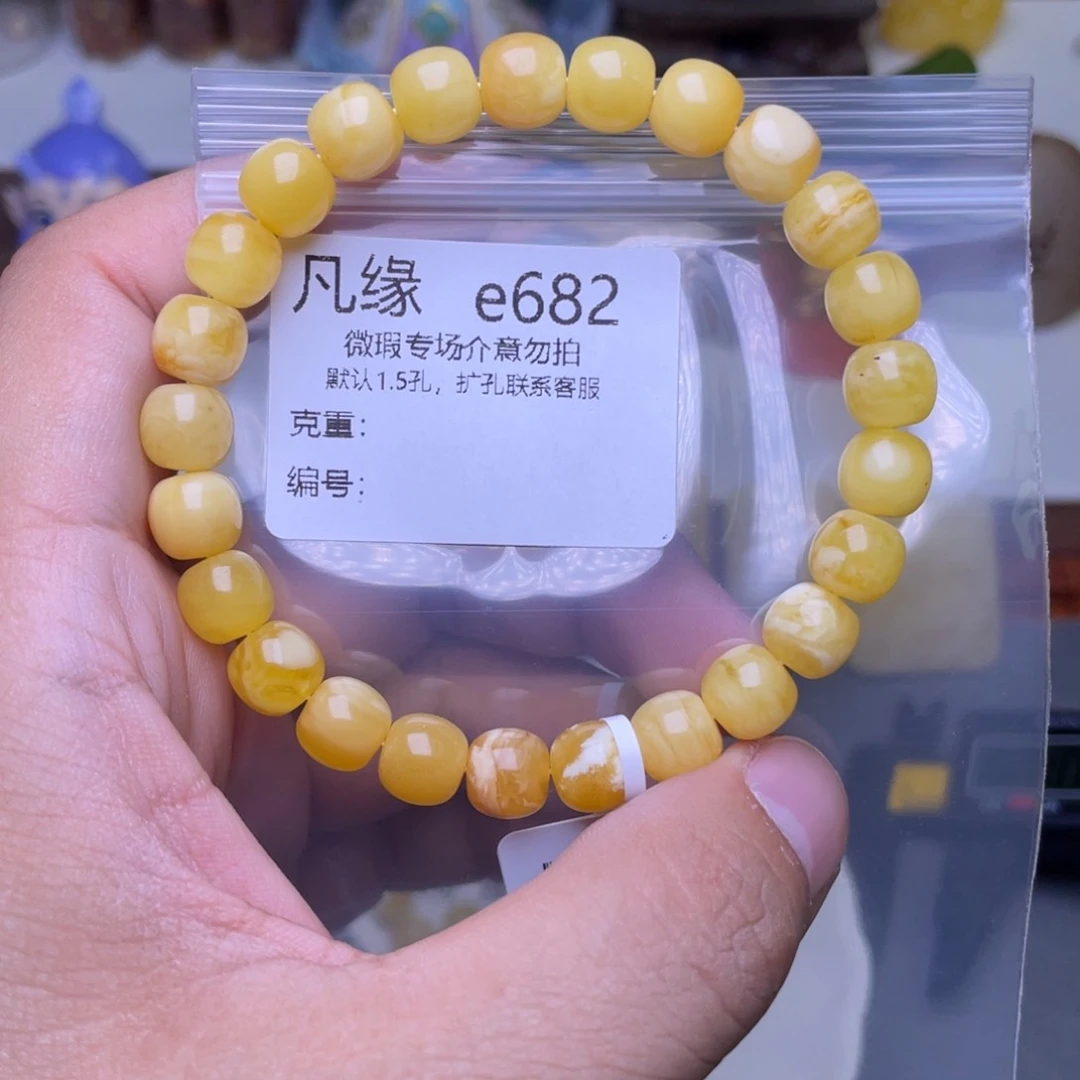 凡缘 e682
微瑕专场介意勿拍
默认1.5孔，扩孔联系客服
克重：
编号：